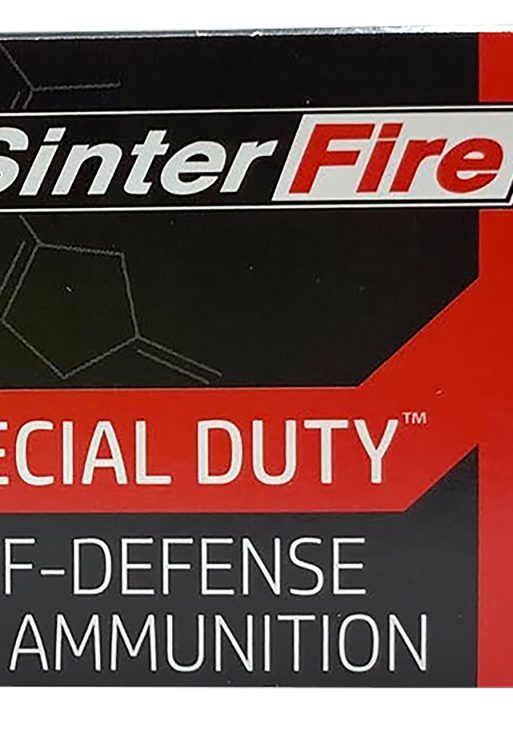 SinterFire
ECIAL DUTY™
F-DEFENSE
AMMUNITION